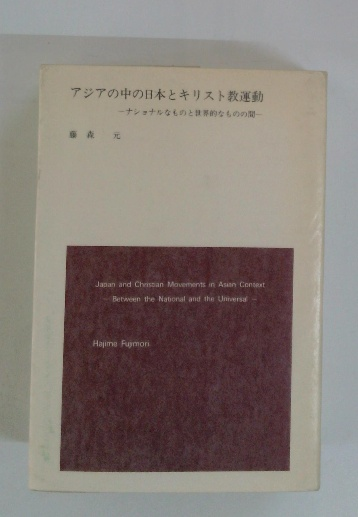 アジアの中の日本とキリスト教運動
—ナショナルなものと世界的なものの間—
藤森 元
Japan and Christian Movements in Asian Context
— Between the National and the Universal —
Hajime Fujimori